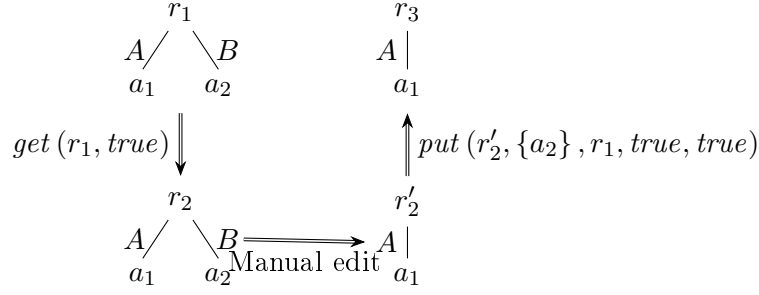 r₁ r₃
A B A
a₁ a₂ a₁
get (r₁, true) put (r′₂, {a₂} , r₁, true, true)
r₂ r′₂
A B A
Manual edit
a₁ a₂ a₁